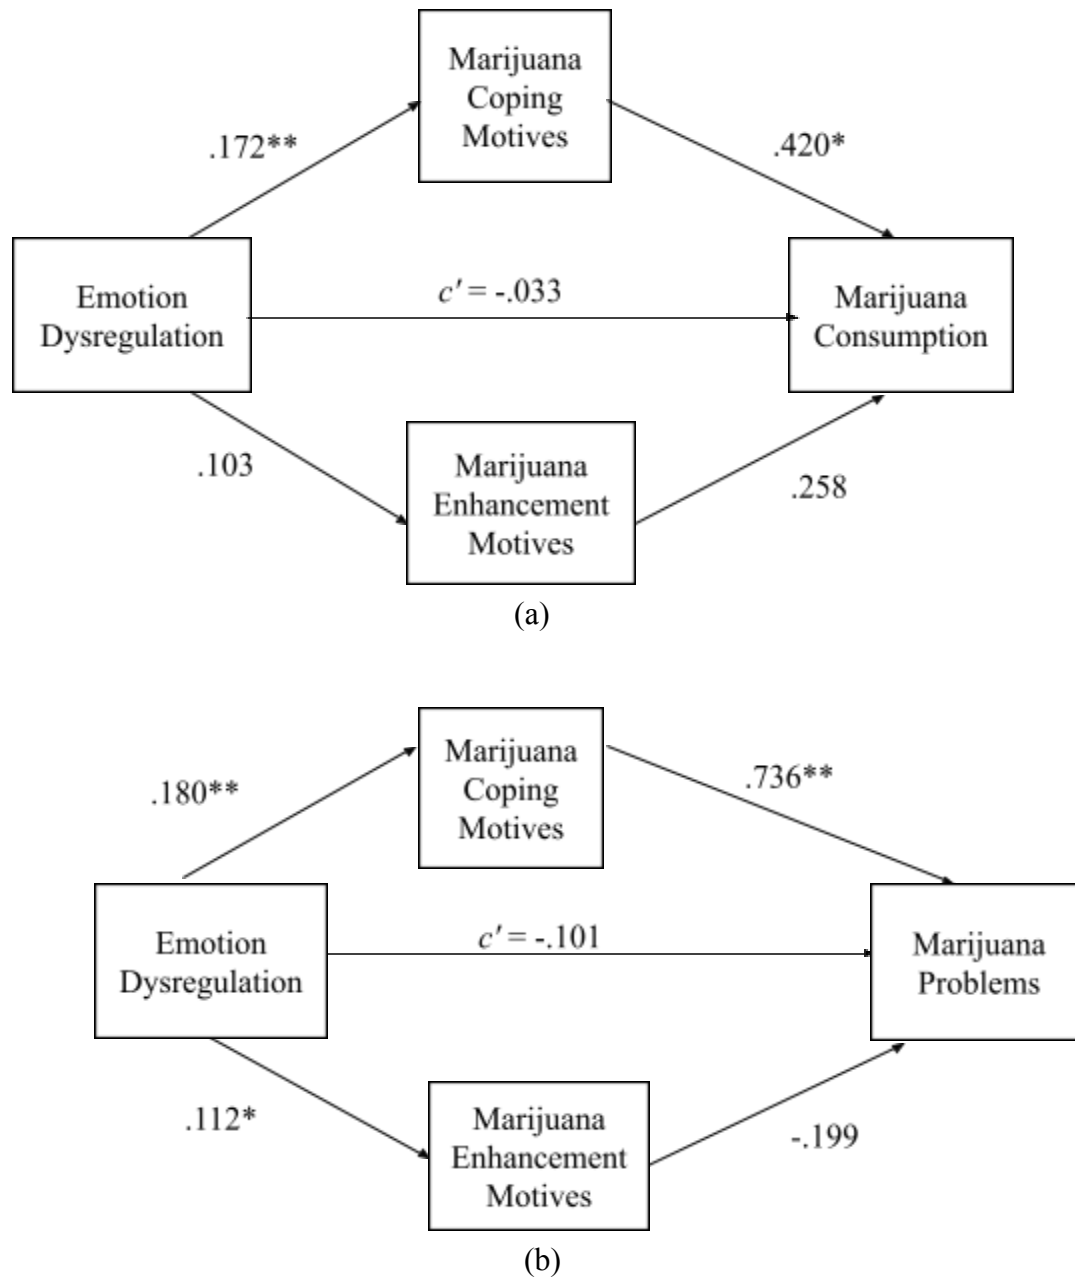 Marijuana
Coping
Motives
.172**
.420*
Emotion
Dysregulation
c′ = -.033
Marijuana
Consumption
.103
Marijuana
Enhancement
Motives
.258
(a)
Marijuana
Coping
Motives
.180**
.736**
Emotion
Dysregulation
c′ = -.101
Marijuana
Problems
.112*
Marijuana
Enhancement
Motives
-.199
(b)